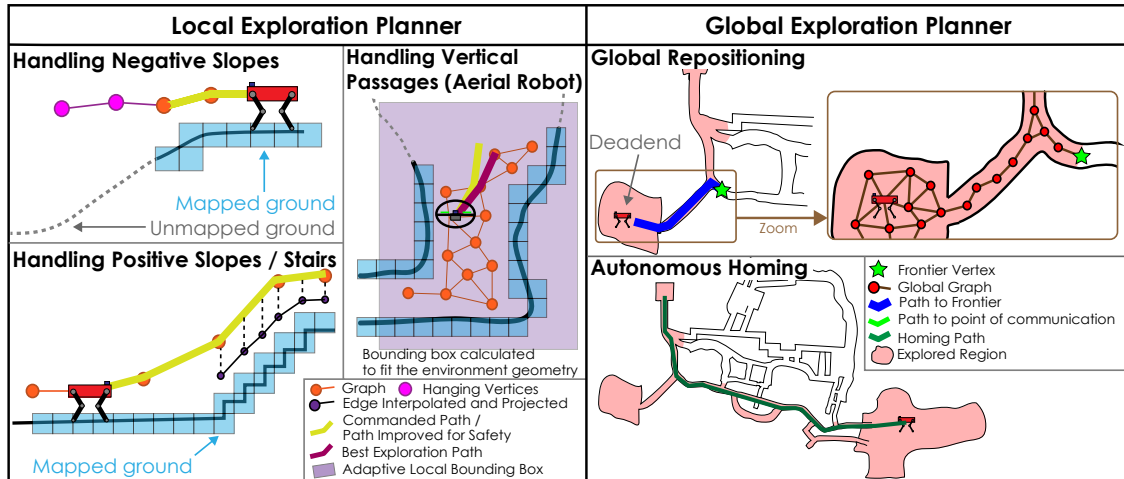 Local Exploration Planner
Handling Negative Slopes
Mapped ground
Unmapped ground
Handling Positive Slopes / Stairs
Mapped ground
Handling Vertical
Passages (Aerial Robot)
Bounding box calculated
to fit the environment geometry
Graph
Hanging Vertices
Edge Interpolated and Projected
Commanded Path /
Path Improved for Safety
Best Exploration Path
Adaptive Local Bounding Box
Global Exploration Planner
Global Repositioning
Deadend
Zoom
Autonomous Homing
Frontier Vertex
Global Graph
Path to Frontier
Path to point of communication
Homing Path
Explored Region